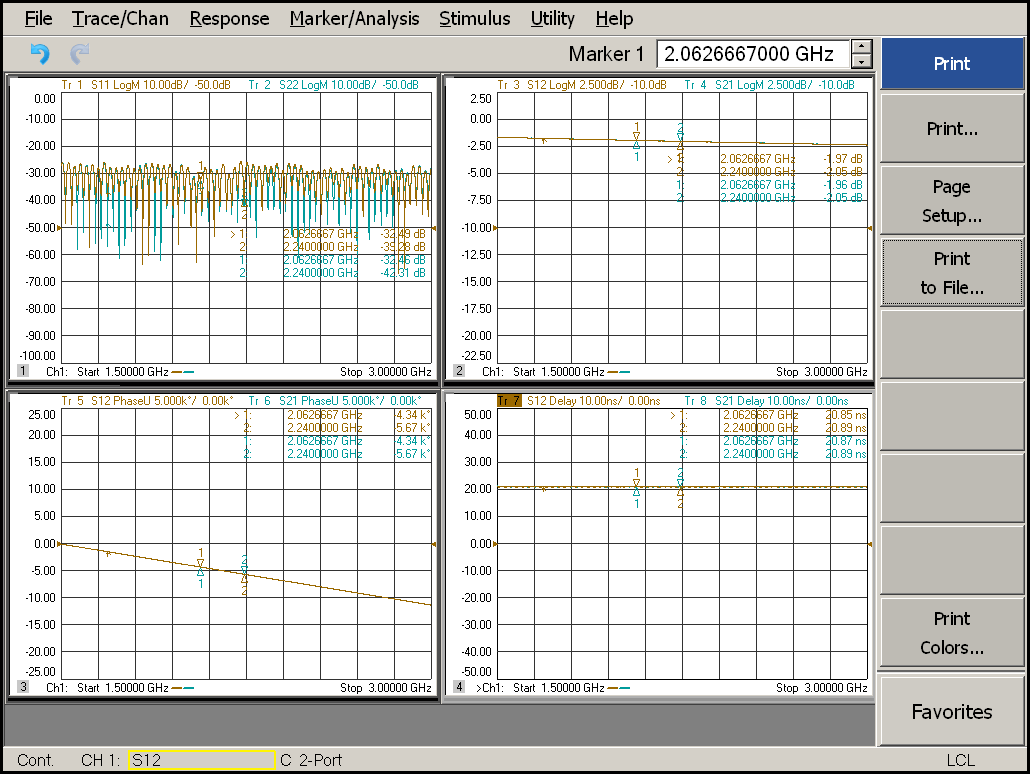 File Trace/Chan Response Marker/Analysis Stimulus Utility Help
Marker 1 2.0626667000 GHz
Tr 1 S11 LogM 10.00dB/ -50.0dB Tr 2 S22 LogM 10.00dB/ -50.0dB
0.00
-10.00
-20.00
-30.00
-40.00
-50.00
-60.00
-70.00
-80.00
-90.00
-100.00
1
2
> 1: 2.0626667 GHz -32.49 dB
2: 2.2400000 GHz -39.28 dB
1: 2.0626667 GHz -32.46 dB
2: 2.2400000 GHz -42.31 dB
1 Ch1: Start 1.50000 GHz Stop 3.00000 GHz
Tr 3 S12 LogM 2.500dB/ -10.0dB Tr 4 S21 LogM 2.500dB/ -10.0dB
2.50
0.00
-2.50
-5.00
-7.50
-10.00
-12.50
-15.00
-17.50
-20.00
-22.50
1 2
1
> 1: 2.0626667 GHz -1.97 dB
2: 2.2400000 GHz -2.05 dB
1: 2.0626667 GHz -1.96 dB
2: 2.2400000 GHz -2.05 dB
2 Ch1: Start 1.50000 GHz Stop 3.00000 GHz
Tr 5 S12 PhaseU 5.000k°/ 0.00k° Tr 6 S21 PhaseU 5.000k°/ 0.00k°
25.00
20.00
15.00
10.00
5.00
0.00
-5.00
-10.00
-15.00
-20.00
-25.00
> 1: 2.0626667 GHz -4.34 k°
2: 2.2400000 GHz -5.67 k°
1: 2.0626667 GHz -4.34 k°
2: 2.2400000 GHz -5.67 k°
1 2
1 2
3 Ch1: Start 1.50000 GHz Stop 3.00000 GHz
Tr 7 S12 Delay 10.00ns/ 0.00ns Tr 8 S21 Delay 10.00ns/ 0.00ns
50.00
40.00
30.00
20.00
10.00
0.00
-10.00
-20.00
-30.00
-40.00
-50.00
> 1: 2.0626667 GHz 20.85 ns
2: 2.2400000 GHz 20.89 ns
1: 2.0626667 GHz 20.87 ns
2: 2.2400000 GHz 20.89 ns
1 2
1 2
4 >Ch1: Start 1.50000 GHz Stop 3.00000 GHz
Print
Print...
Page
Setup...
Print
to File...
Print
Colors...
Favorites
Cont. CH 1: S12 C 2-Port LCL